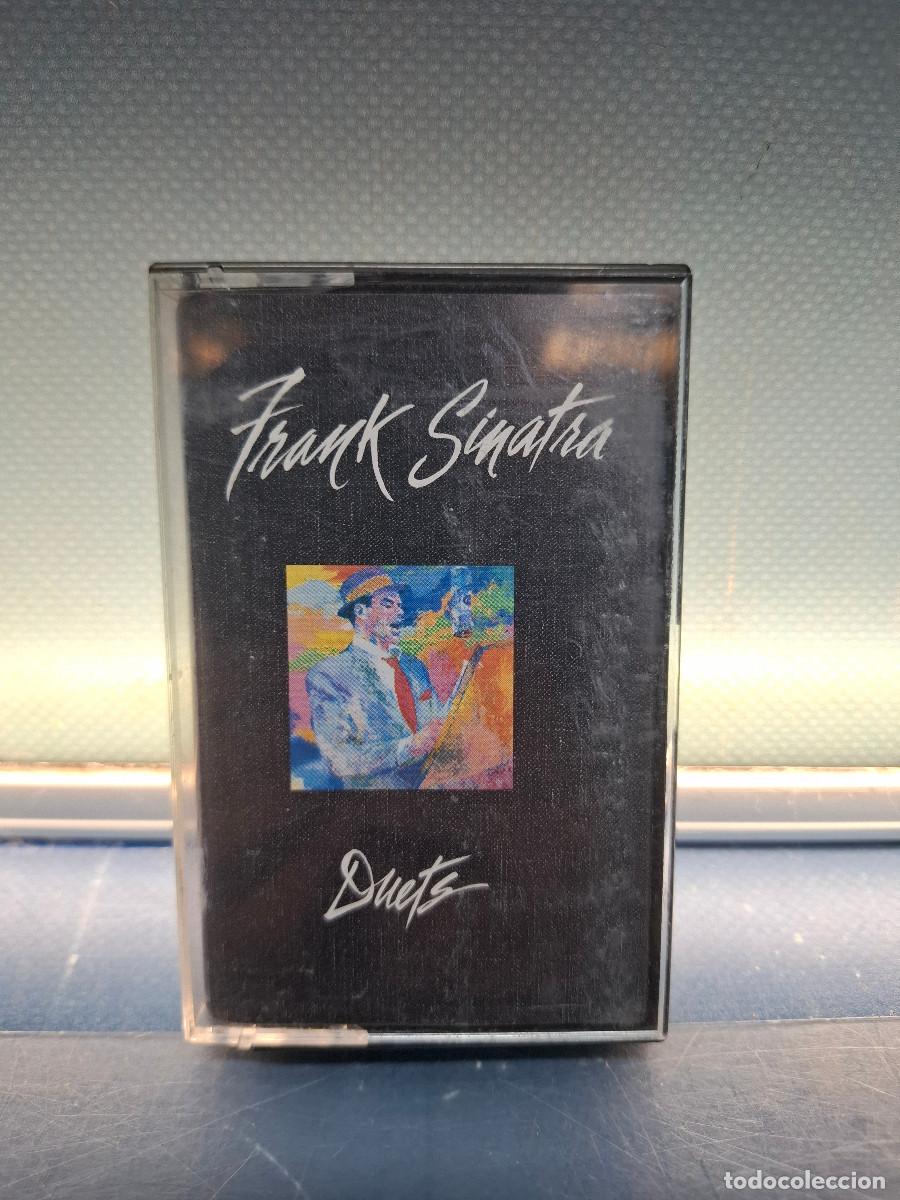 Frank Sinatra
Duets
todocoleccion